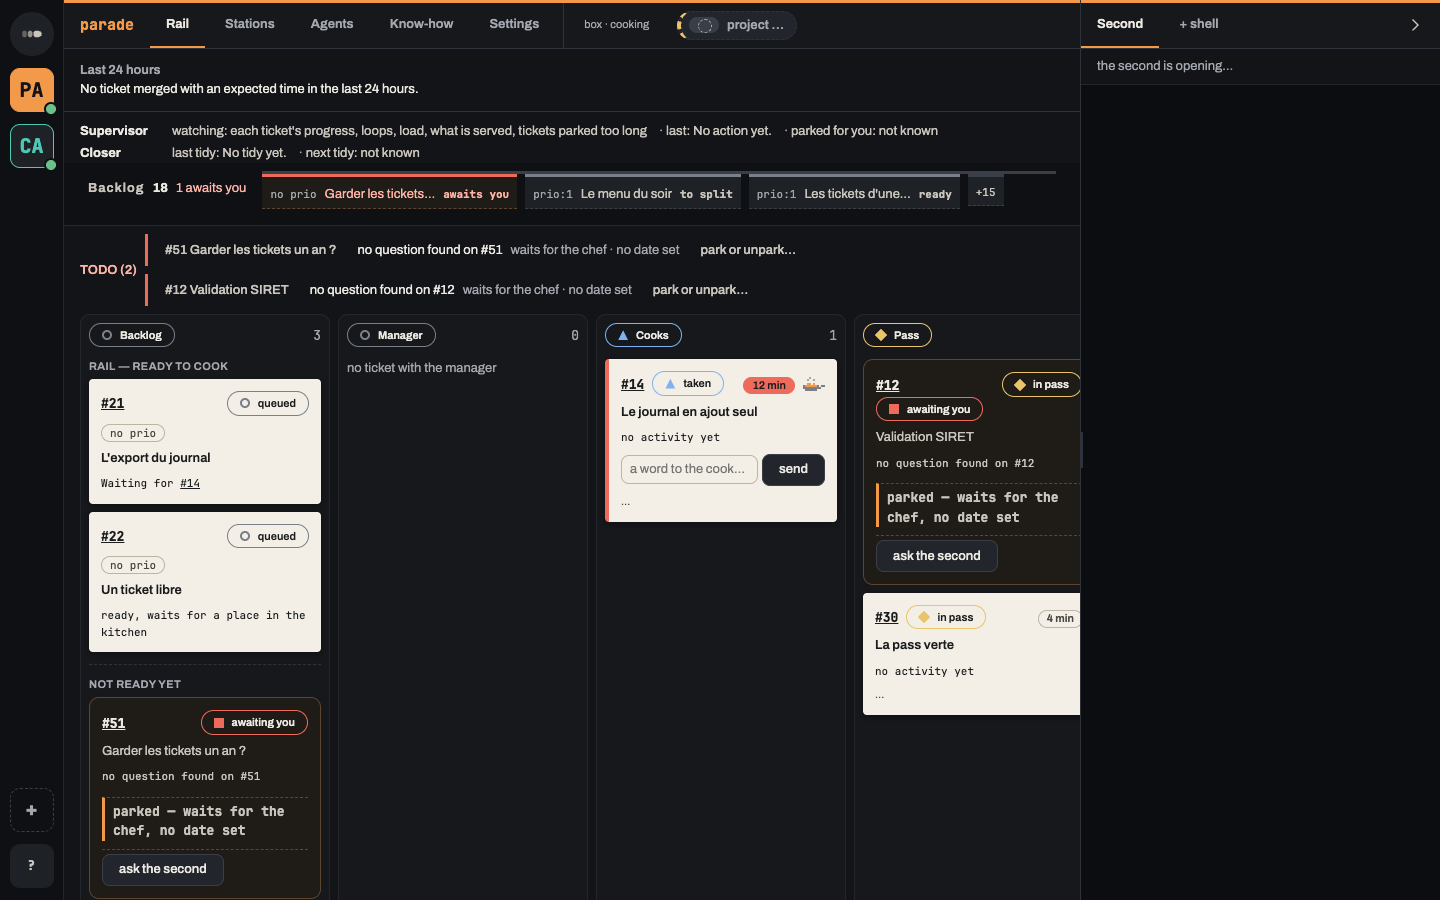 PA
CA
+
?
parade Rail Stations Agents Know-how Settings box · cooking project ...
Last 24 hours
No ticket merged with an expected time in the last 24 hours.
Supervisor watching: each ticket's progress, loops, load, what is served, tickets parked too long · last: No action yet. · parked for you: not known
Closer last tidy: No tidy yet. · next tidy: not known
Backlog 18 1 awaits you
no prio Garder les tickets... awaits you
prio:1 Le menu du soir to split
prio:1 Les tickets d'une... ready
+15
TODO (2)
#51 Garder les tickets un an ? no question found on #51 waits for the chef · no date set park or unpark...
#12 Validation SIRET no question found on #12 waits for the chef · no date set park or unpark...
Backlog 3
RAIL — READY TO COOK
#21 queued
no prio
L'export du journal
Waiting for #14
#22 queued
no prio
Un ticket libre
ready, waits for a place in the
kitchen
NOT READY YET
#51 awaiting you
Garder les tickets un an ?
no question found on #51
parked — waits for the
chef, no date set
ask the second
Manager 0
no ticket with the manager
Cooks 1
#14 taken 12 min
Le journal en ajout seul
no activity yet
a word to the cook... send
...
Pass
#12 in pass
awaiting you
Validation SIRET
no question found on #12
parked — waits for the
chef, no date set
ask the second
#30 in pass 4 min
La pass verte
no activity yet
...
Second + shell
the second is opening...